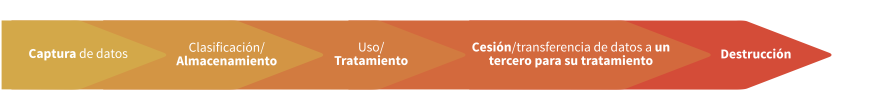 Captura de datos
Clasificación/
Almacenamiento
Uso/
Tratamiento
Cesión/transferencia de datos a un
tercero para su tratamiento
Destrucción